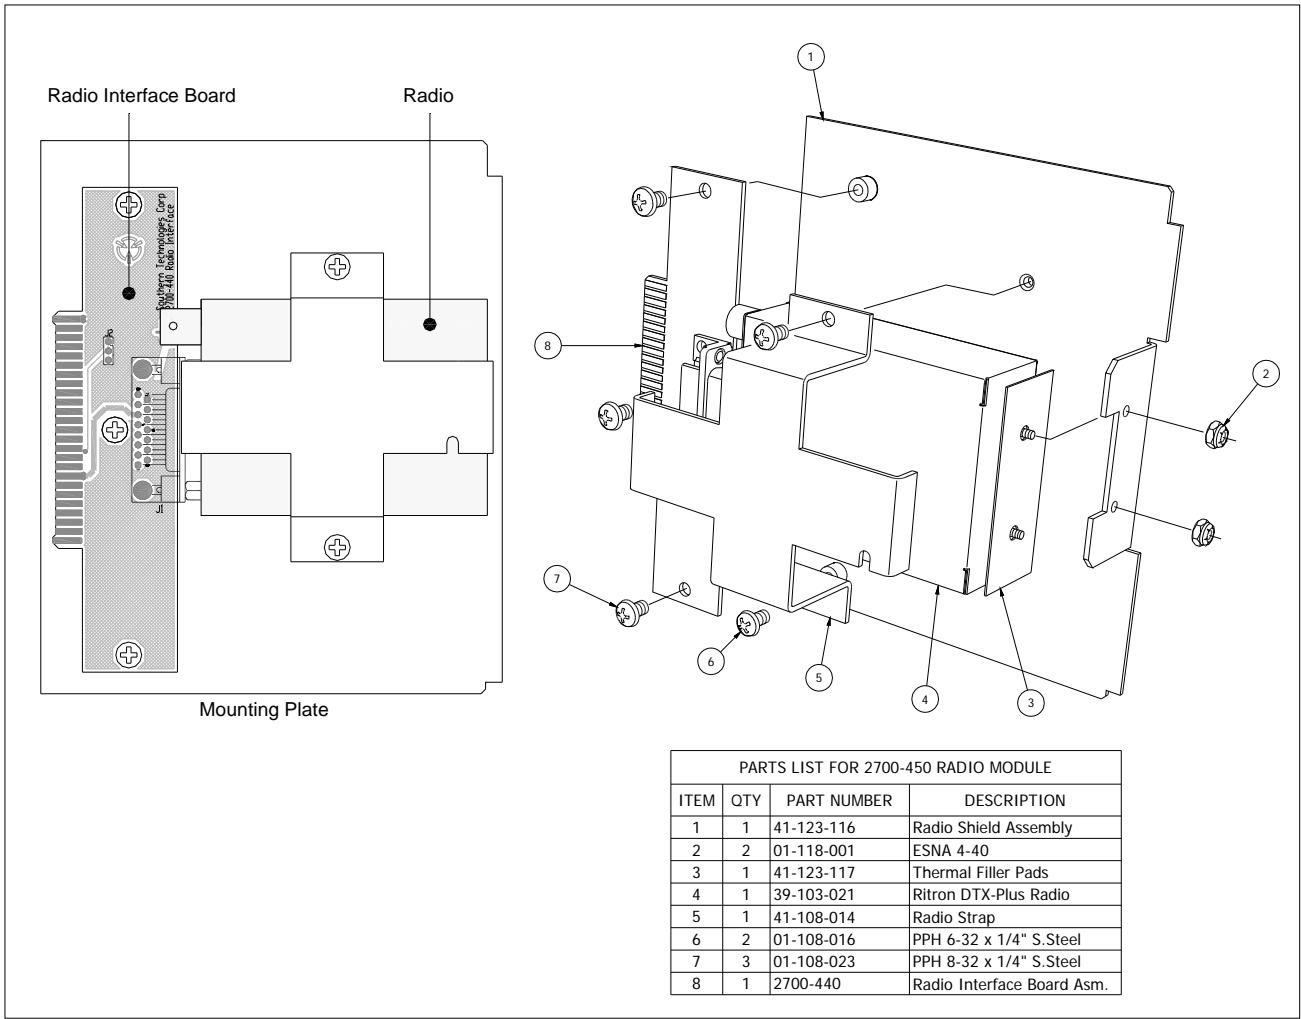 Radio Interface Board
Radio
Southern Technologies Corp
2700-440 Radio Interface
J1
Mounting Plate
1
2
8
7
6
5
4
3
PARTS LIST FOR 2700-450 RADIO MODULE
ITEM QTY PART NUMBER DESCRIPTION
1 1 41-123-116 Radio Shield Assembly
2 2 01-118-001 ESNA 4-40
3 1 41-123-117 Thermal Filler Pads
4 1 39-103-021 Ritron DTX-Plus Radio
5 1 41-108-014 Radio Strap
6 2 01-108-016 PPH 6-32 x 1/4" S.Steel
7 3 01-108-023 PPH 8-32 x 1/4" S.Steel
8 1 2700-440 Radio Interface Board Asm.